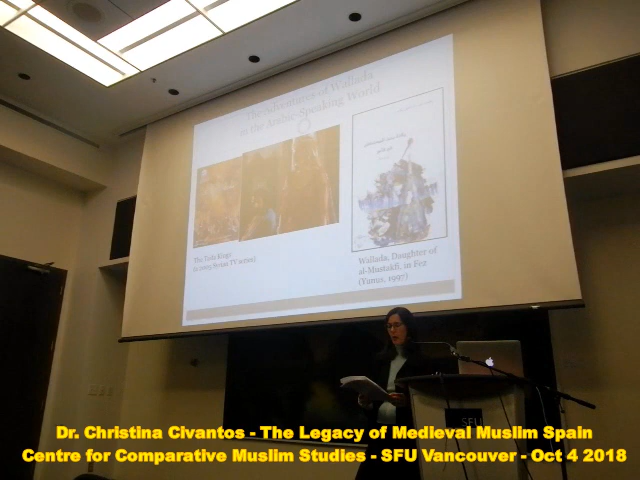 The Adventures of Wallada
in the Arabic-Speaking World
The Taifa Kings
(a 2005 Syrian TV series)
Wallada, Daughter of
al-Mustakfi, in Fez
(Yunus, 1997)
SFU
Dr. Christina Civantos - The Legacy of Medieval Muslim Spain
Centre for Comparative Muslim Studies - SFU Vancouver - Oct 4 2018